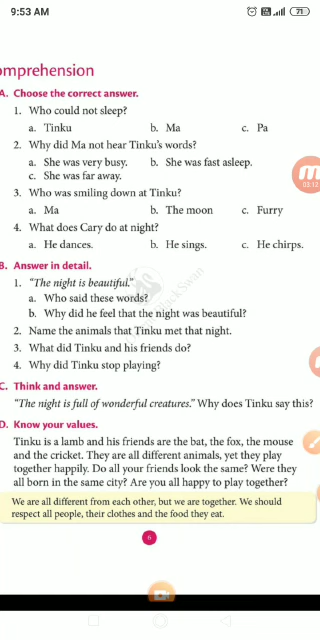 9:53 AM
71
omprehension
A. Choose the correct answer.
1. Who could not sleep?
a. Tinku b. Ma c. Pa
2. Why did Ma not hear Tinku's words?
a. She was very busy. b. She was fast asleep.
c. She was far away.
3. Who was smiling down at Tinku?
a. Ma b. The moon c. Furry
4. What does Cary do at night?
a. He dances. b. He sings. c. He chirps.
B. Answer in detail.
1. "The night is beautiful."
a. Who said these words?
b. Why did he feel that the night was beautiful?
2. Name the animals that Tinku met that night.
3. What did Tinku and his friends do?
4. Why did Tinku stop playing?
C. Think and answer.
"The night is full of wonderful creatures." Why does Tinku say this?
D. Know your values.
Tinku is a lamb and his friends are the bat, the fox, the mouse
and the cricket. They are all different animals, yet they play
together happily. Do all your friends look the same? Were they
all born in the same city? Are you all happy to play together?
We are all different from each other, but we are together. We should
respect all people, their clothes and the food they eat.
6